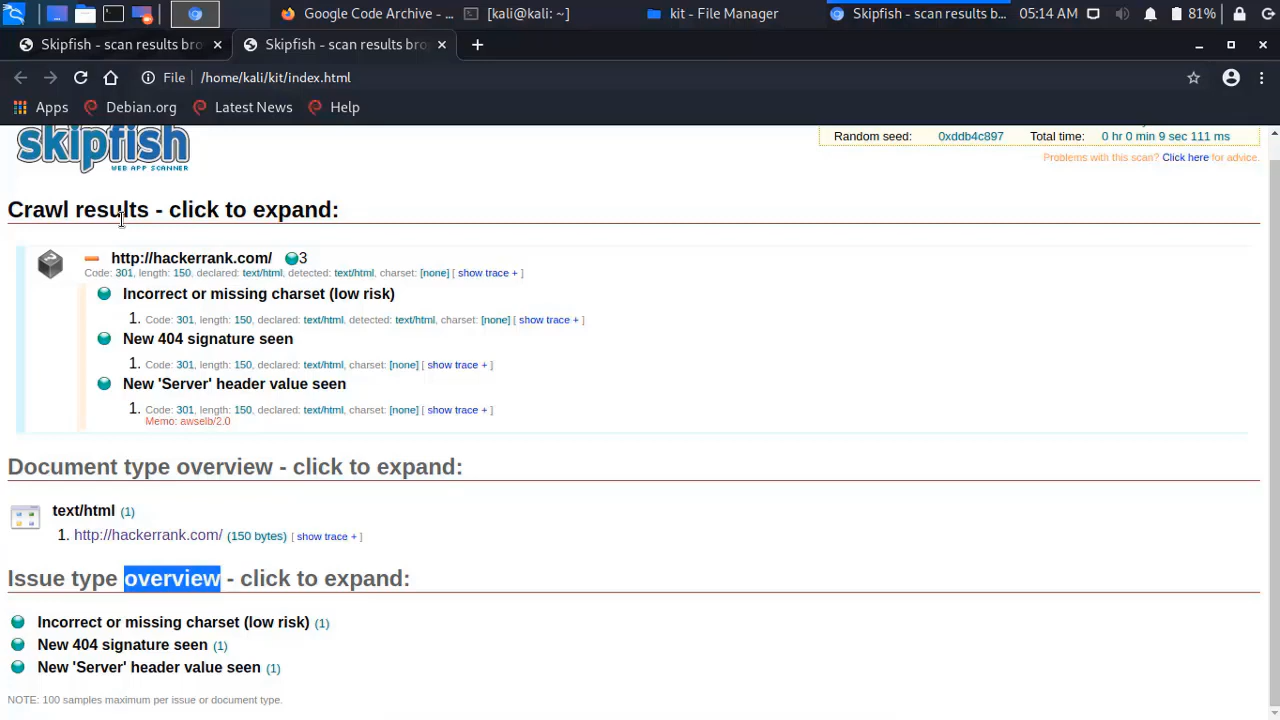 Google Code Archive - ...
[kali@kali: ~]
kit - File Manager
Skipfish - scan results b...
05:14 AM
81%
Skipfish - scan results bro
Skipfish - scan results brop
File
/home/kali/kit/index.html
Apps
Debian.org
Latest News
Help
skipfish
WEB APP SCANNER
Random seed: 0xddb4c897 Total time: 0 hr 0 min 9 sec 111 ms
Problems with this scan? Click here for advice.
Crawl results - click to expand:
http://hackerrank.com/ 3
Code: 301, length: 150, declared: text/html, detected: text/html, charset: [none] [ show trace + ]
Incorrect or missing charset (low risk)
1. Code: 301, length: 150, declared: text/html, detected: text/html, charset: [none] [ show trace + ]
New 404 signature seen
1. Code: 301, length: 150, declared: text/html, charset: [none] [ show trace + ]
New 'Server' header value seen
1. Code: 301, length: 150, declared: text/html, charset: [none] [ show trace + ]
Memo: awselb/2.0
Document type overview - click to expand:
text/html (1)
1. http://hackerrank.com/ (150 bytes) [ show trace + ]
Issue type overview - click to expand:
Incorrect or missing charset (low risk) (1)
New 404 signature seen (1)
New 'Server' header value seen (1)
NOTE: 100 samples maximum per issue or document type.